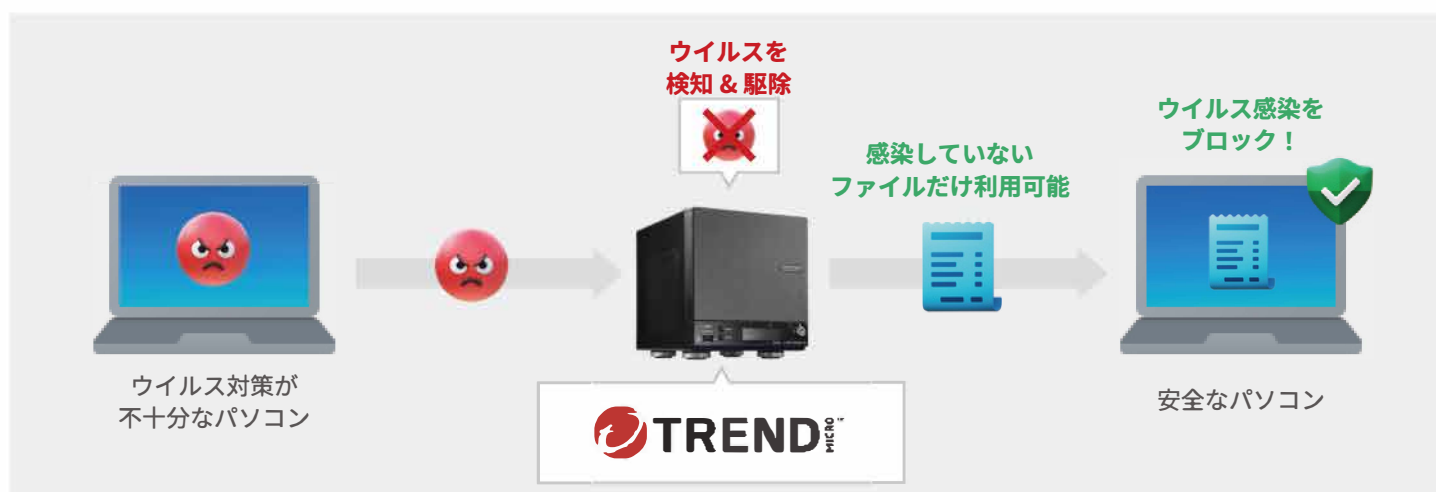 ウイルスを
検知 & 駆除
ウイルス感染を
ブロック！
感染していない
ファイルだけ利用可能
ウイルス対策が
不十分なパソコン
安全なパソコン
TREND MICRO™